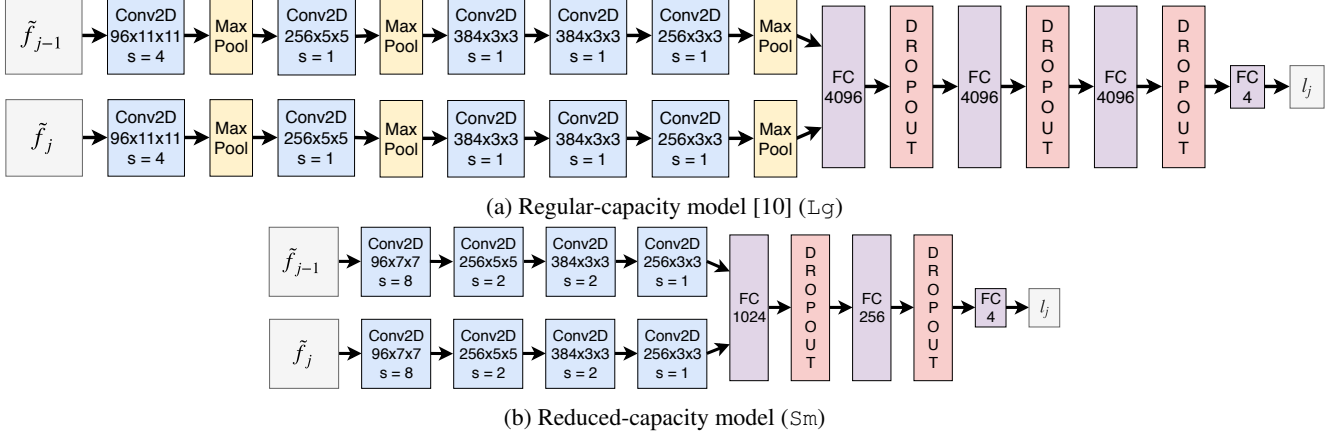 f̃_{j−1} Conv2D 96x11x11 s = 4 Max Pool Conv2D 256x5x5 s = 1 Max Pool Conv2D 384x3x3 s = 1 Conv2D 384x3x3 s = 1 Conv2D 256x3x3 s = 1 Max Pool
f̃_j Conv2D 96x11x11 s = 4 Max Pool Conv2D 256x5x5 s = 1 Max Pool Conv2D 384x3x3 s = 1 Conv2D 384x3x3 s = 1 Conv2D 256x3x3 s = 1 Max Pool
FC 4096 DROPOUT FC 4096 DROPOUT FC 4096 DROPOUT FC 4 l_j
(a) Regular-capacity model [10] (Lg)
f̃_{j−1} Conv2D 96x7x7 s = 8 Conv2D 256x5x5 s = 2 Conv2D 384x3x3 s = 2 Conv2D 256x3x3 s = 1
f̃_j Conv2D 96x7x7 s = 8 Conv2D 256x5x5 s = 2 Conv2D 384x3x3 s = 2 Conv2D 256x3x3 s = 1
FC 1024 DROPOUT FC 256 DROPOUT FC 4 l_j
(b) Reduced-capacity model (Sm)